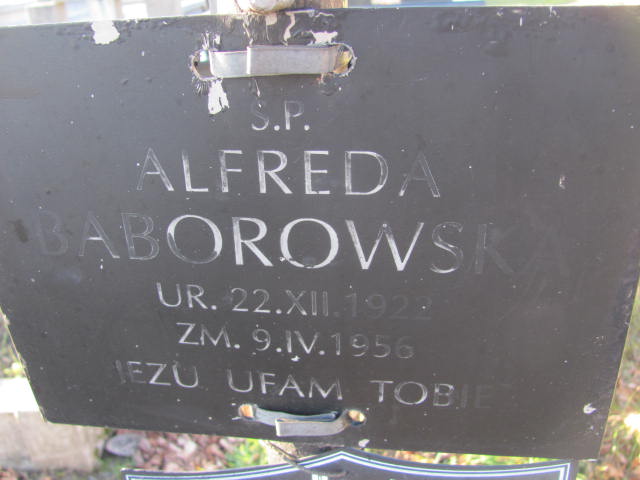 S.P.
ALFREDA
BABOROWSKA
UR. 22.XII.1922
ZM. 9.IV.1956
JEZU UFAM TOBIE